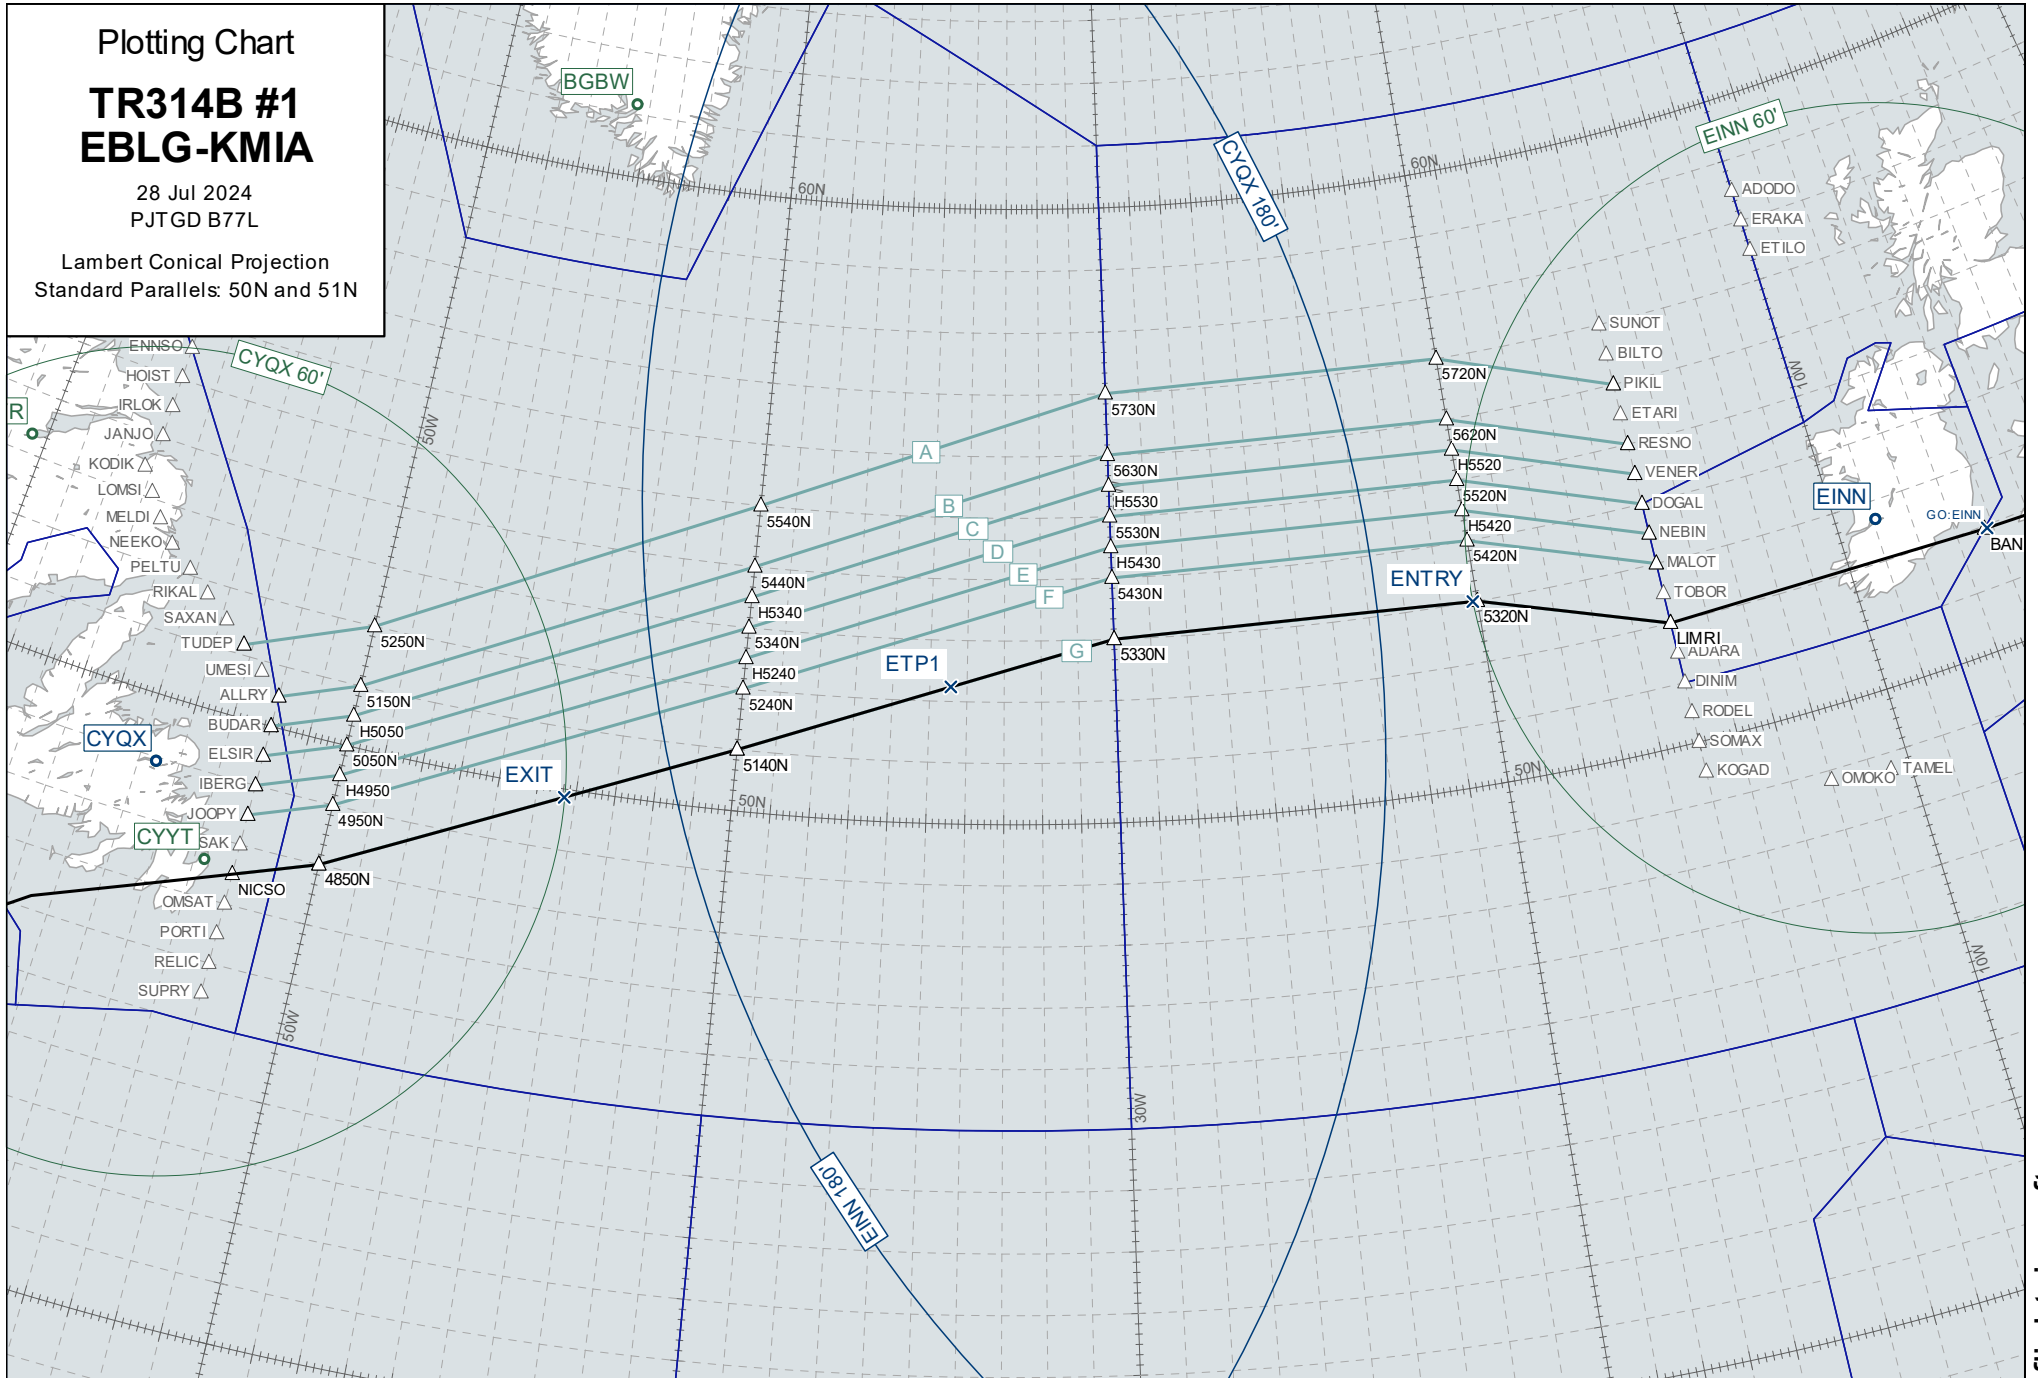 Plotting Chart
TR314B #1
EBLG-KMIA
28 Jul 2024
PJTGD B77L
Lambert Conical Projection
Standard Parallels: 50N and 51N
BGBW
60N
CYQX 180'
60N
EINN 60'
ADODO
ERAKA
ETILO
SUNOT
BILTO
PIKIL
ETARI
RESNO
VENER
DOGAL
NEBIN
MALOT
TOBOR
LIMRI
ADARA
DINIM
RODEL
SOMAX
KOGAD
OMOKO
TAMEL
10W
EINN
GO:EINN
BAN
ENNSO
HOIST
IRLOK
JANJO
KODIK
LOMSI
MELDI
NEEKO
PELTU
RIKAL
SAXAN
TUDEP
UMESI
ALLRY
BUDAR
ELSIR
IBERG
JOOPY
SAK
NICSO
OMSAT
PORTI
RELIC
SUPRY
CYQX 60'
R
50W
CYQX
CYYT
5250N
5150N
H5050
5050N
H4950
4950N
4850N
EXIT
5540N
5440N
H5340
5340N
H5240
5240N
5140N
50N
A
B
C
D
E
F
G
ETP1
5730N
5630N
H5530
5530N
H5430
5430N
5330N
5720N
5620N
H5520
5520N
H5420
5420N
ENTRY
5320N
50N
10W
50W
30W
EINN 180'